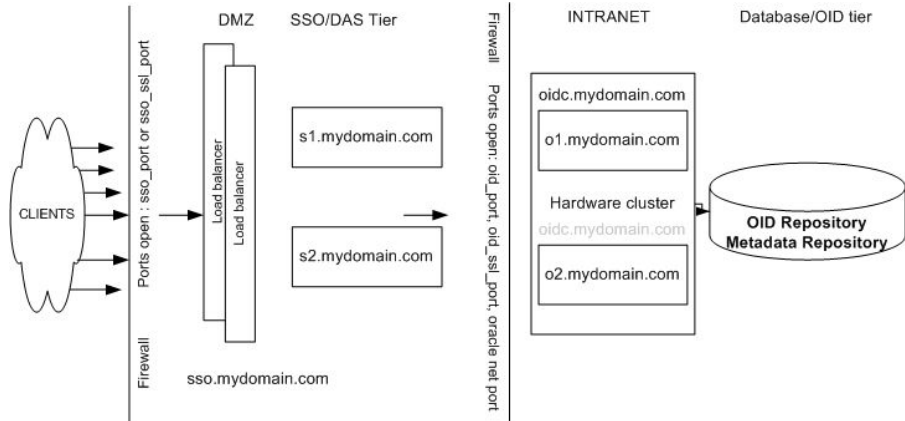 DMZ
SSO/DAS Tier
INTRANET
Database/OID tier
CLIENTS
Firewall
Ports open : sso_port or sso_ssl_port
Load balancer
Load balancer
s1.mydomain.com
s2.mydomain.com
sso.mydomain.com
Firewall
Ports open: oid_port, oid_ssl_port, oracle net port
oidc.mydomain.com
o1.mydomain.com
Hardware cluster
oidc.mydomain.com
o2.mydomain.com
OID Repository
Metadata Repository